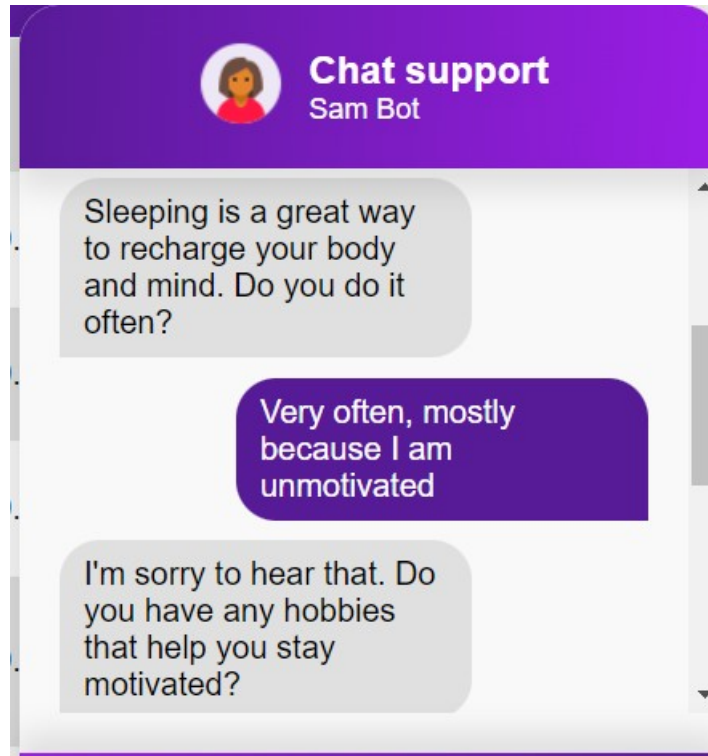 Chat support
Sam Bot
Sleeping is a great way
to recharge your body
and mind. Do you do it
often?
Very often, mostly
because I am
unmotivated
I'm sorry to hear that. Do
you have any hobbies
that help you stay
motivated?